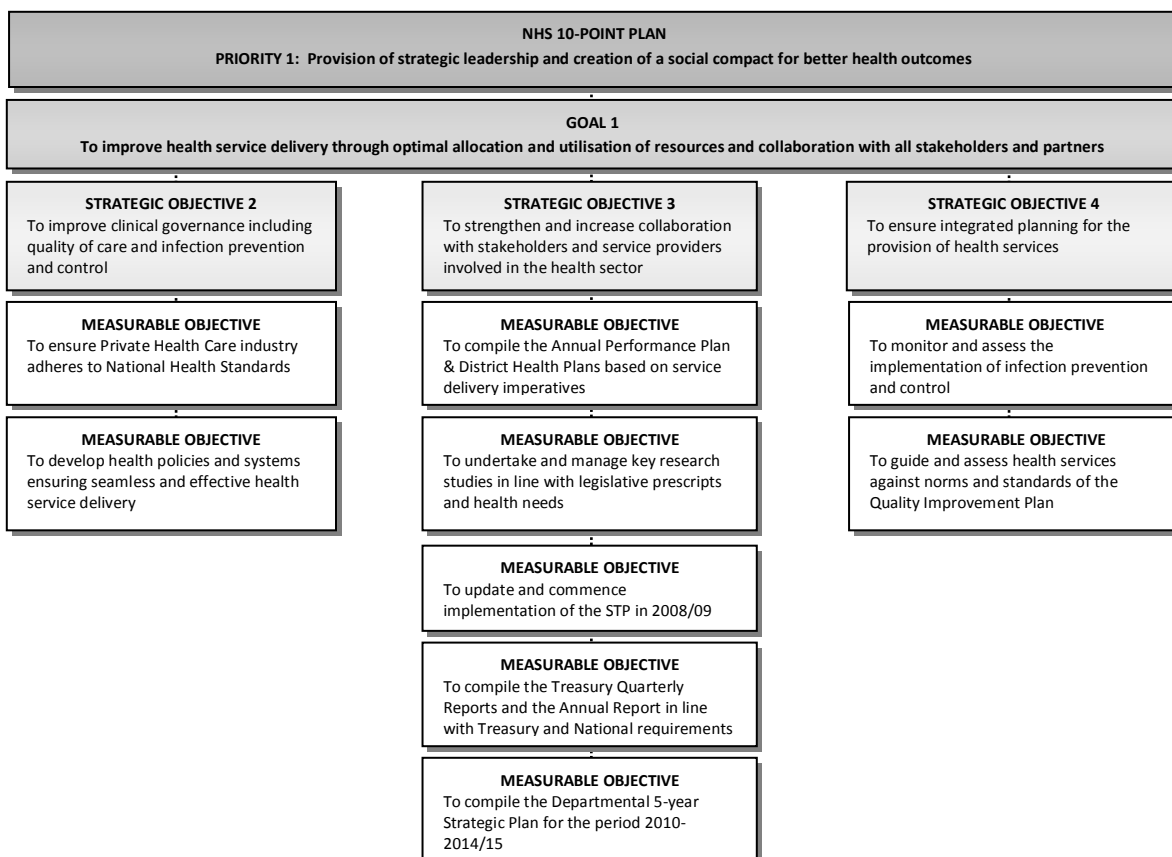 NHS 10-POINT PLAN
PRIORITY 1: Provision of strategic leadership and creation of a social compact for better health outcomes
GOAL 1
To improve health service delivery through optimal allocation and utilisation of resources and collaboration with all stakeholders and partners
STRATEGIC OBJECTIVE 2
To improve clinical governance including
quality of care and infection prevention
and control
MEASURABLE OBJECTIVE
To ensure Private Health Care industry
adheres to National Health Standards
MEASURABLE OBJECTIVE
To develop health policies and systems
ensuring seamless and effective health
service delivery
STRATEGIC OBJECTIVE 3
To strengthen and increase collaboration
with stakeholders and service providers
involved in the health sector
MEASURABLE OBJECTIVE
To compile the Annual Performance Plan
& District Health Plans based on service
delivery imperatives
MEASURABLE OBJECTIVE
To undertake and manage key research
studies in line with legislative prescripts
and health needs
MEASURABLE OBJECTIVE
To update and commence
implementation of the STP in 2008/09
MEASURABLE OBJECTIVE
To compile the Treasury Quarterly
Reports and the Annual Report in line
with Treasury and National requirements
MEASURABLE OBJECTIVE
To compile the Departmental 5-year
Strategic Plan for the period 2010-
2014/15
STRATEGIC OBJECTIVE 4
To ensure integrated planning for the
provision of health services
MEASURABLE OBJECTIVE
To monitor and assess the
implementation of infection prevention
and control
MEASURABLE OBJECTIVE
To guide and assess health services
against norms and standards of the
Quality Improvement Plan